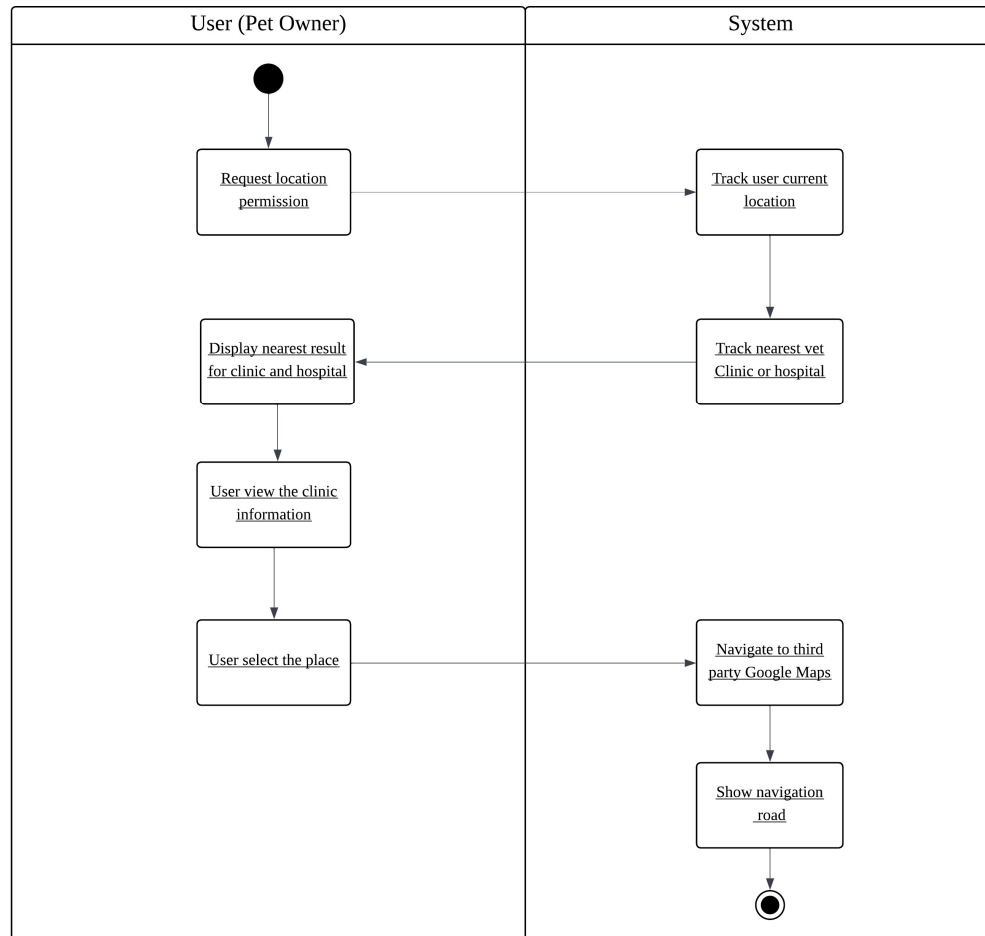 User (Pet Owner)
System
Request location
permission
Track user current
location
Display nearest result
for clinic and hospital
Track nearest vet
Clinic or hospital
User view the clinic
information
User select the place
Navigate to third
party Google Maps
Show navigation
road